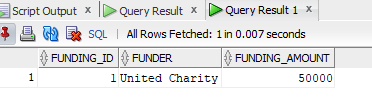 Script Output x Query Result x Query Result 1 x
SQL | All Rows Fetched: 1 in 0.007 seconds
FUNDING_ID FUNDER FUNDING_AMOUNT
1 1 United Charity 50000